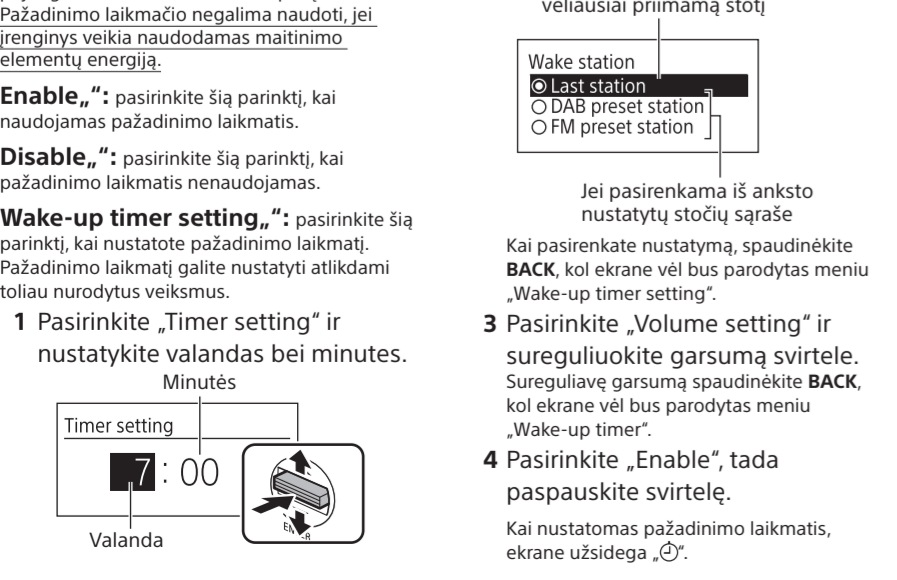 Pažadinimo laikmačio negalima naudoti, jei
įrenginys veikia naudodamas maitinimo
elementų energiją.
Enable„“: pasirinkite šią parinktį, kai
naudojamas pažadinimo laikmatis.
Disable„“: pasirinkite šią parinktį, kai
pažadinimo laikmatis nenaudojamas.
Wake-up timer setting„“: pasirinkite šią
parinktį, kai nustatote pažadinimo laikmatį.
Pažadinimo laikmatį galite nustatyti atlikdami
toliau nurodytus veiksmus.
1 Pasirinkite „Timer setting“ ir
nustatykite valandas bei minutes.
Minutės
Timer setting
7 : 00
Valanda
vėliausiai priimamą stotį
Wake station
Last station
DAB preset station
FM preset station
Jei pasirenkama iš anksto
nustatytų stočių sąraše
Kai pasirenkate nustatymą, spaudinėkite
BACK, kol ekrane vėl bus parodytas meniu
„Wake-up timer setting“.
3 Pasirinkite „Volume setting“ ir
sureguliuokite garsumą svirtele.
Sureguliavę garsumą spaudinėkite BACK,
kol ekrane vėl bus parodytas meniu
„Wake-up timer“.
4 Pasirinkite „Enable“, tada
paspauskite svirtelę.
Kai nustatomas pažadinimo laikmatis,
ekrane užsidega „⏱“.